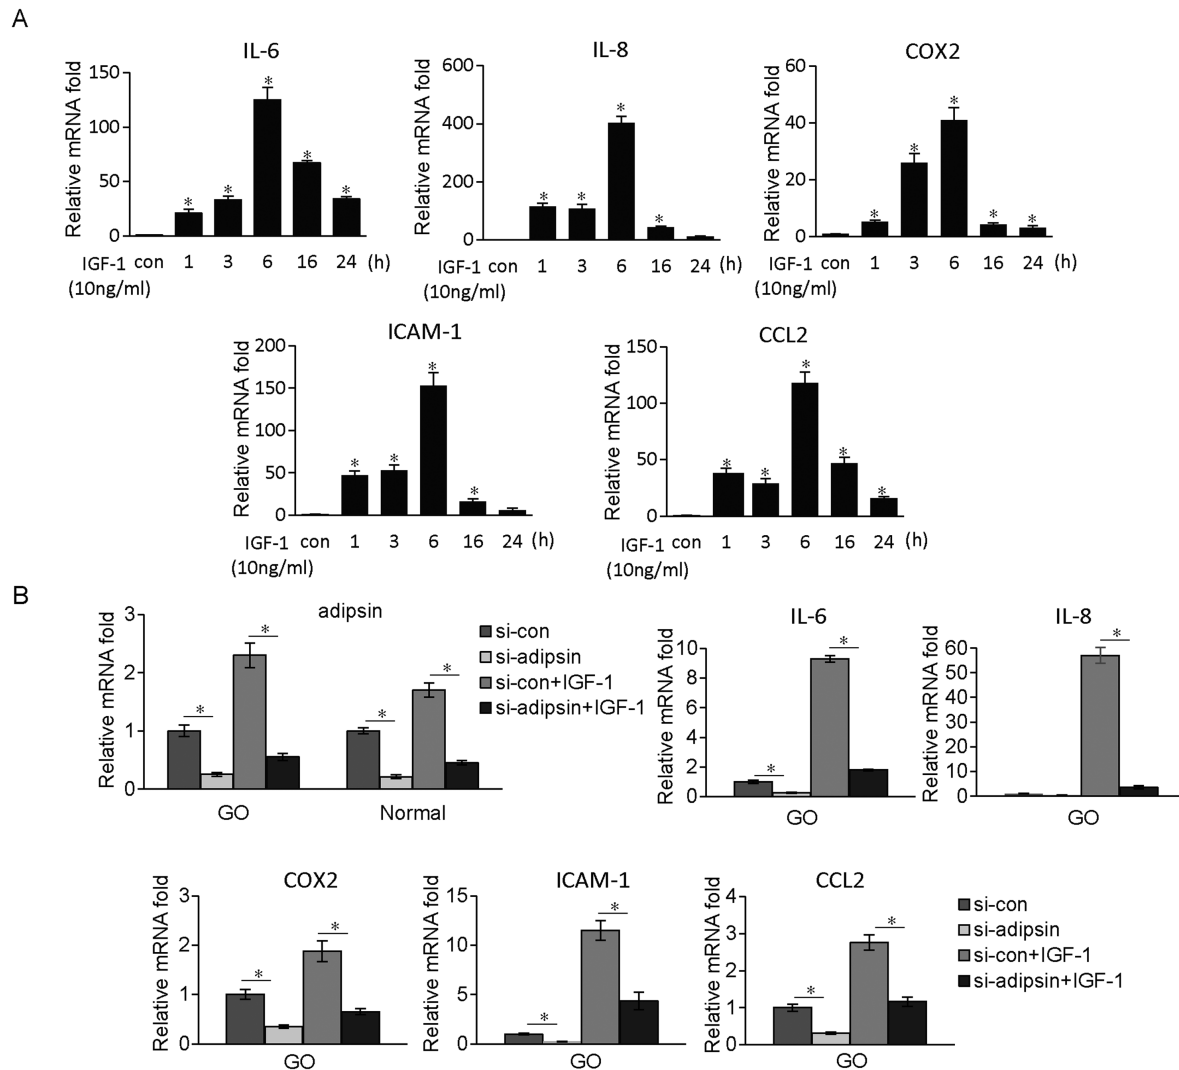 A
IL-6
Relative mRNA fold
150
100
50
0
*
*
*
*
*
IGF-1 con 1 3 6 16 24 (h)
(10ng/ml)
IL-8
Relative mRNA fold
600
400
200
0
*
*
*
*
IGF-1 con 1 3 6 16 24 (h)
(10ng/ml)
COX2
Relative mRNA fold
60
40
20
0
*
*
*
*
*
IGF-1 con 1 3 6 16 24 (h)
(10ng/ml)
ICAM-1
Relative mRNA fold
200
150
100
50
0
*
*
*
*
IGF-1 con 1 3 6 16 24 (h)
(10ng/ml)
CCL2
Relative mRNA fold
150
100
50
0
*
*
*
*
*
IGF-1 con 1 3 6 16 24 (h)
(10ng/ml)
B
adipsin
Relative mRNA fold
3
2
1
0
*
*
*
*
GO Normal
si-con
si-adipsin
si-con+IGF-1
si-adipsin+IGF-1
IL-6
Relative mRNA fold
10
8
6
4
2
0
*
*
GO
IL-8
Relative mRNA fold
60
50
40
30
20
10
0
*
GO
COX2
Relative mRNA fold
3
2
1
0
*
*
GO
ICAM-1
Relative mRNA fold
15
10
5
0
*
*
GO
CCL2
Relative mRNA fold
4
3
2
1
0
*
*
GO
si-con
si-adipsin
si-con+IGF-1
si-adipsin+IGF-1